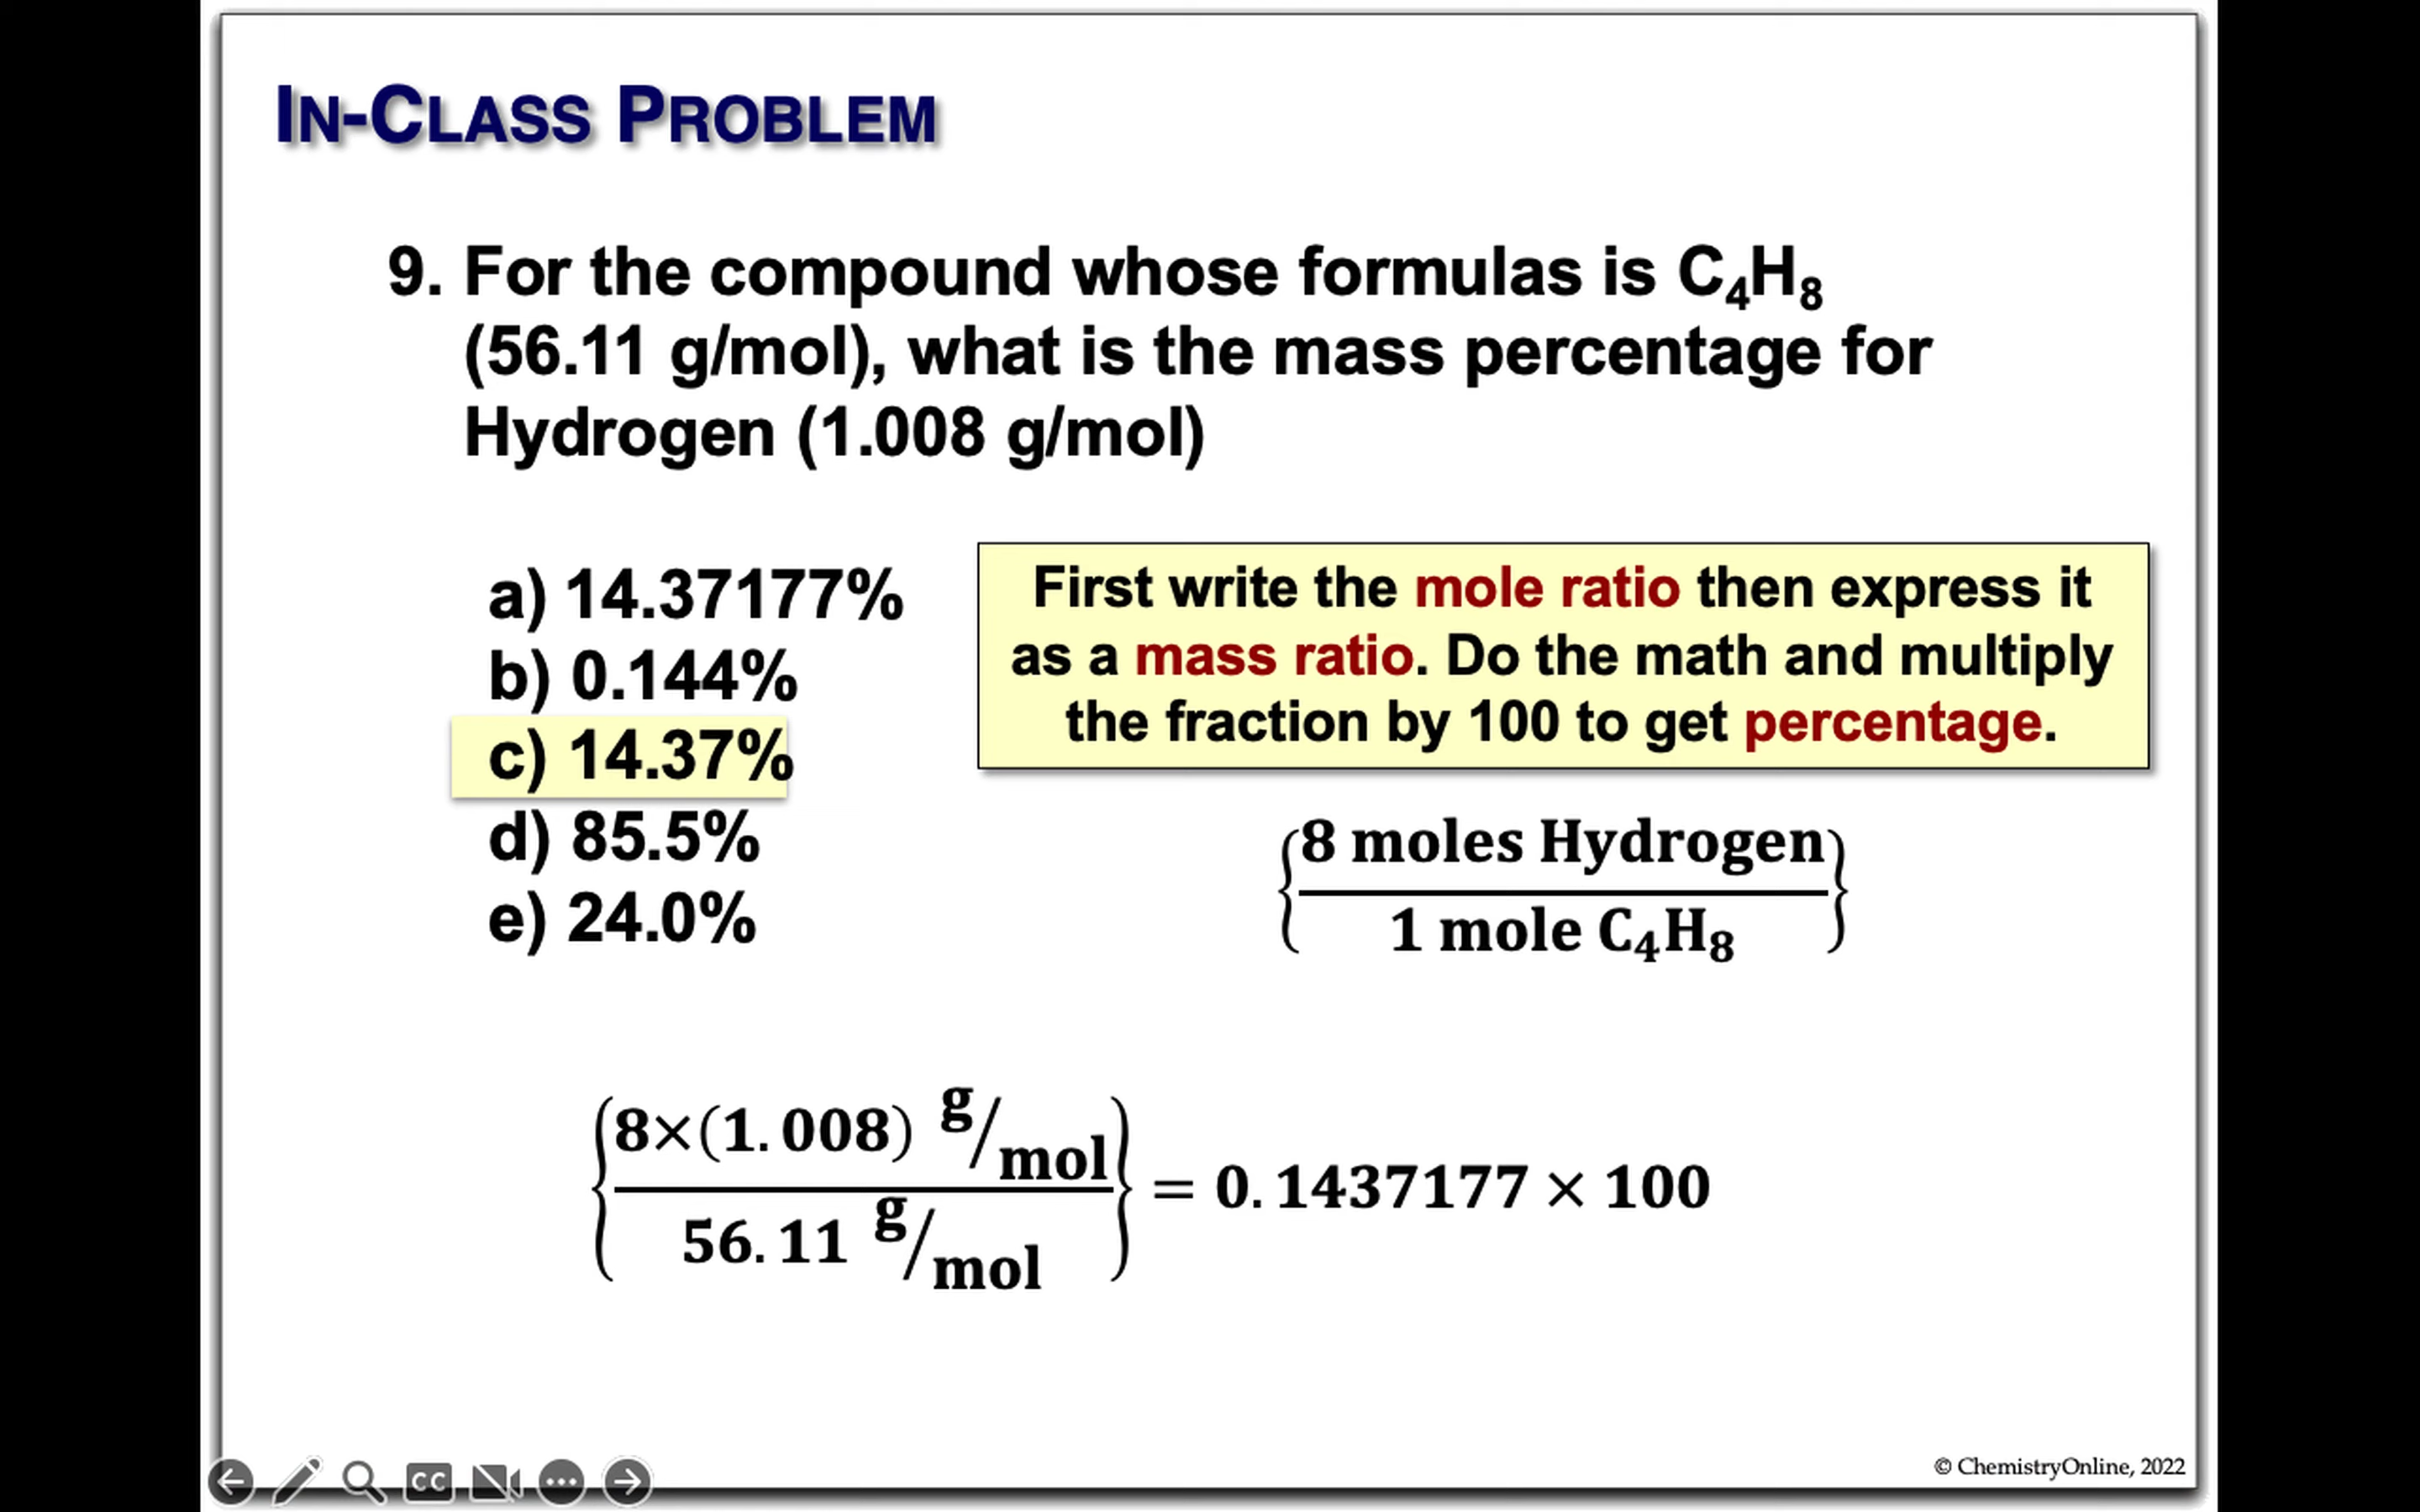 IN-CLASS PROBLEM
9. For the compound whose formulas is C₄H₈
(56.11 g/mol), what is the mass percentage for
Hydrogen (1.008 g/mol)
a) 14.37177%
b) 0.144%
c) 14.37%
d) 85.5%
e) 24.0%
First write the mole ratio then express it
as a mass ratio. Do the math and multiply
the fraction by 100 to get percentage.
{8 moles Hydrogen / 1 mole C₄H₈}
{8×(1.008) g/mol / 56.11 g/mol} = 0.1437177 × 100
CC
© ChemistryOnline, 2022